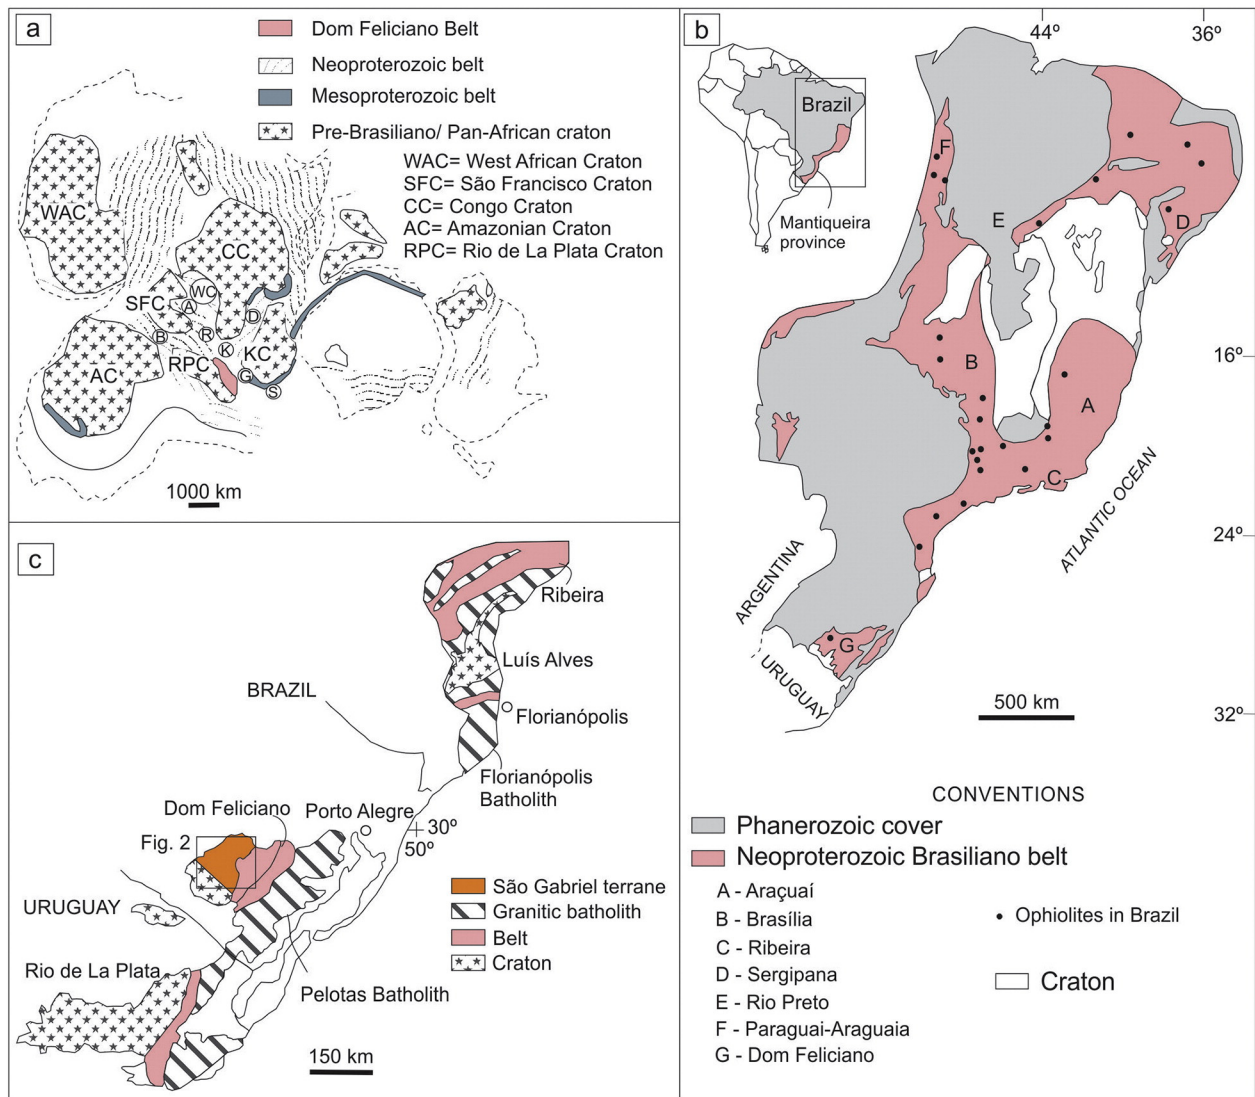 a
Dom Feliciano Belt
Neoproterozoic belt
Mesoproterozoic belt
Pre-Brasiliano/ Pan-African craton
WAC= West African Craton
SFC= São Francisco Craton
CC= Congo Craton
AC= Amazonian Craton
RPC= Rio de La Plata Craton
WAC
CC
WC
SFC
A
D
B
R
K
RPC
KC
AC
G
S
1000 km
b
44º
36º
Brazil
Mantiqueira
province
F
E
D
B
A
C
G
16º
24º
32º
ATLANTIC OCEAN
ARGENTINA
URUGUAY
500 km
CONVENTIONS
Phanerozoic cover
Neoproterozoic Brasiliano belt
A - Araçuaí
B - Brasília
C - Ribeira
D - Sergipana
E - Rio Preto
F - Paraguai-Araguaia
G - Dom Feliciano
Ophiolites in Brazil
Craton
c
Ribeira
Luís Alves
BRAZIL
Florianópolis
Florianópolis
Batholith
Dom Feliciano
Porto Alegre
30º
50º
Fig. 2
URUGUAY
Rio de La Plata
Pelotas Batholith
São Gabriel terrane
Granitic batholith
Belt
Craton
150 km